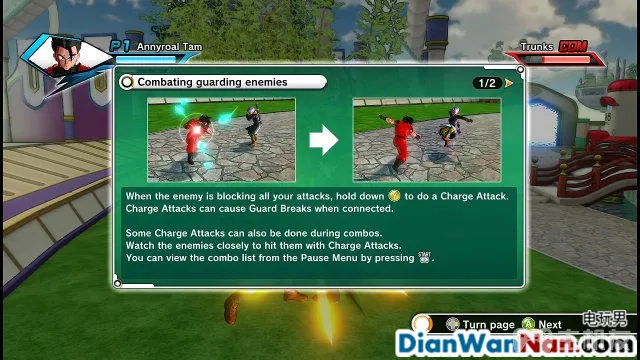 P1 Annyroal Tam
Trunks COM
Combating guarding enemies
1/2
When the enemy is blocking all your attacks, hold down to do a Charge Attack.
Charge Attacks can cause Guard Breaks when connected.
Some Charge Attacks can also be done during combos.
Watch the enemies closely to hit them with Charge Attacks.
You can view the combo list from the Pause Menu by pressing START.
Turn page A Next
电玩男
DianWanNan.com